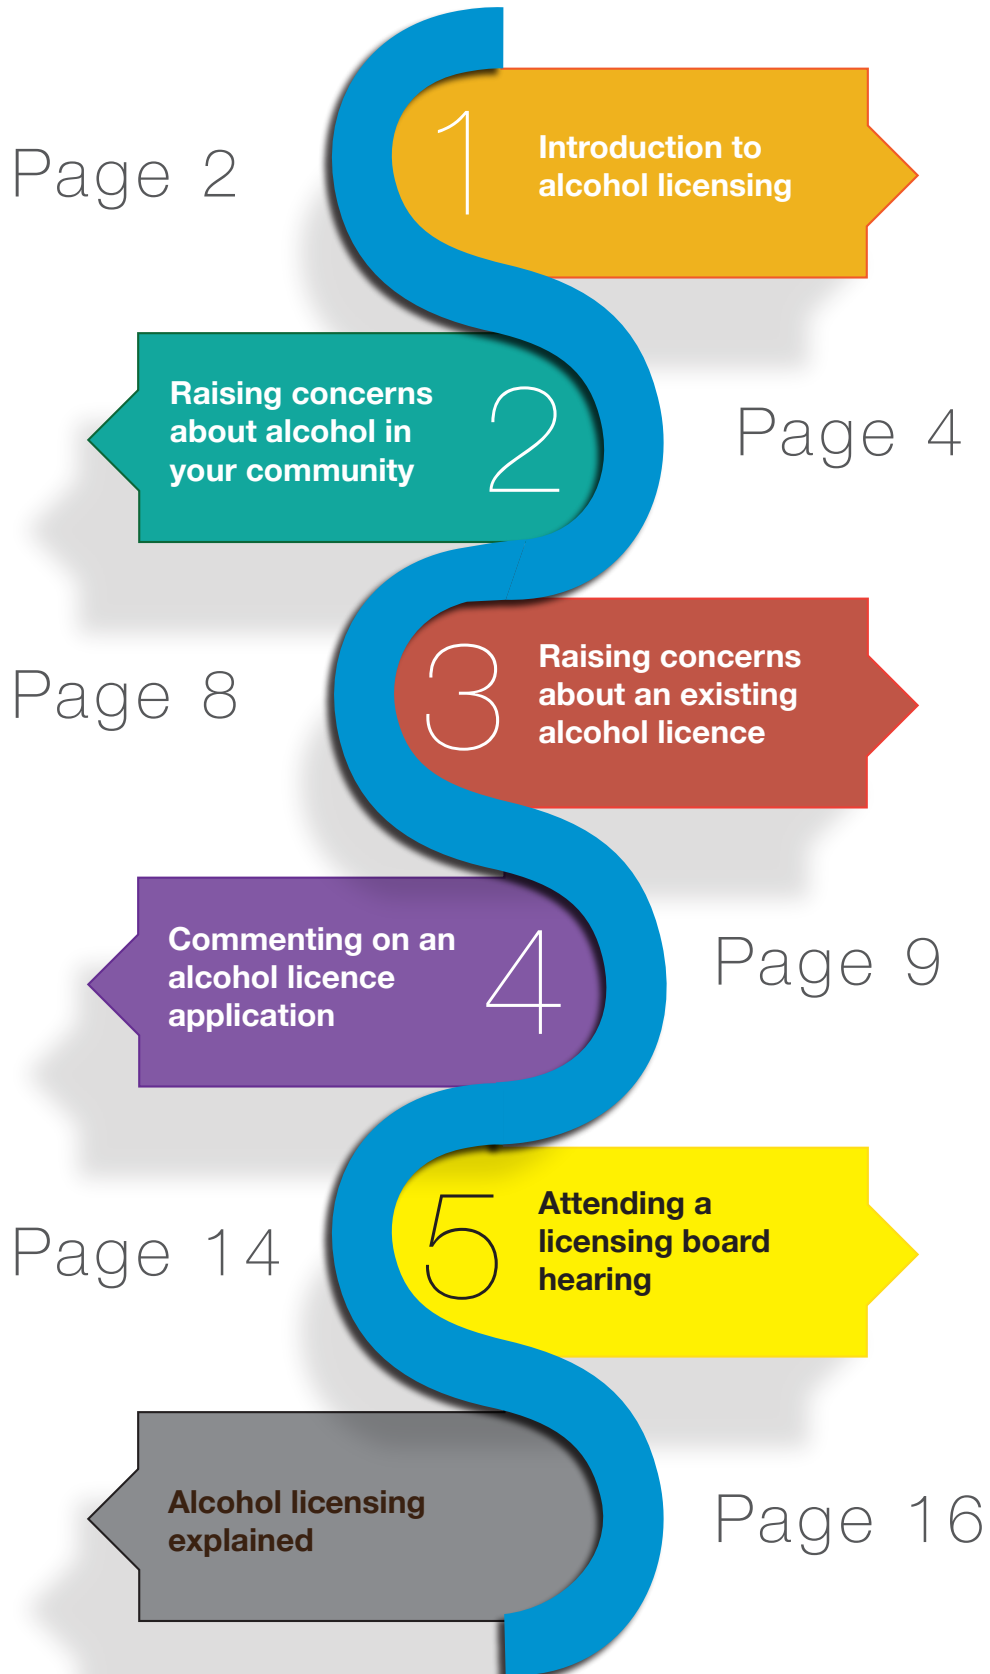 Page 2
1
Introduction to
alcohol licensing
Raising concerns
about alcohol in
your community
2
Page 4
Page 8
3
Raising concerns
about an existing
alcohol licence
Commenting on an
alcohol licence
application
4
Page 9
Page 14
5
Attending a
licensing board
hearing
Alcohol licensing
explained
Page 16